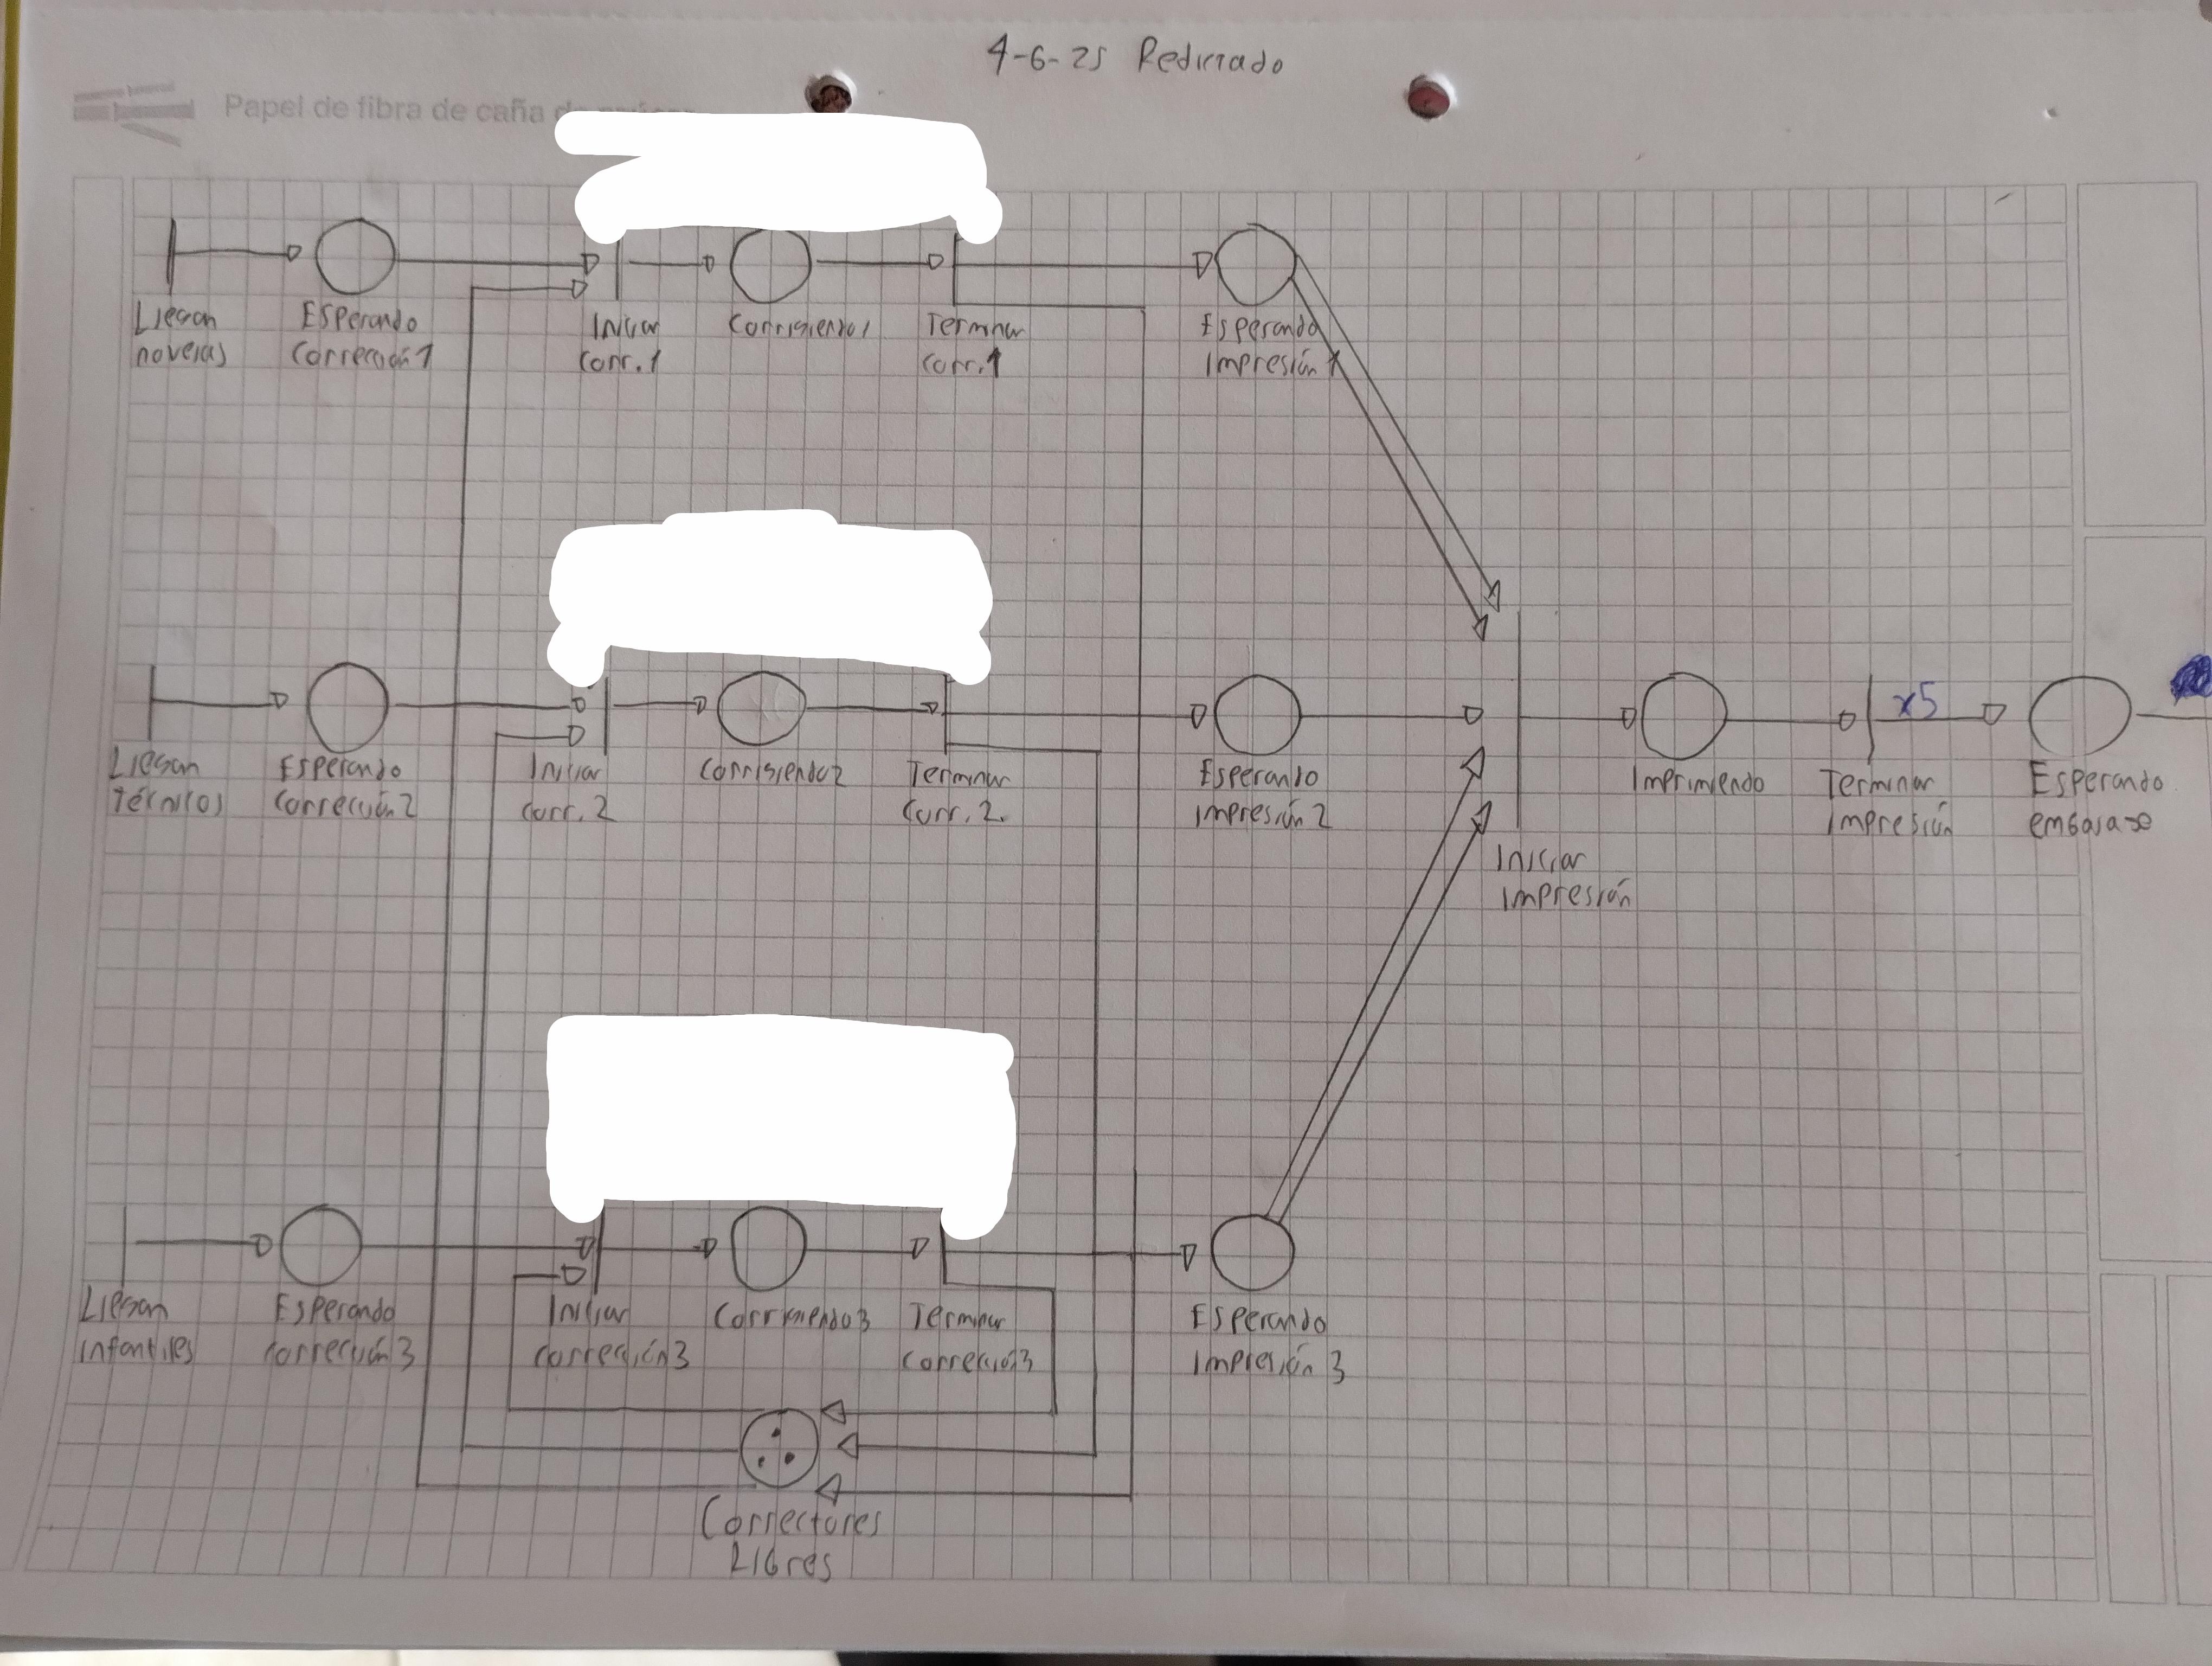 4-6-25 Redictado
Papel de fibra de caña
Llegan
novelas
Esperando
Corrección 1
Iniciar
Corr. 1
Corrigiendo 1
Terminar
Corr. 1
Esperando
Impresión 1
Llegan
Técnicos
Esperando
Corrección 2
Iniciar
Corr. 2
Corrigiendo 2
Terminar
Corr. 2.
Esperando
impresión 2
Iniciar
impresión
Imprimiendo
x5
Terminar
Impresión
Esperando
embalaje
Llegan
infantiles
Esperando
corrección 3
Iniciar
corrección 3
Corrigiendo 3
Terminar
Esperando
impresión 3
Correctores
Libres